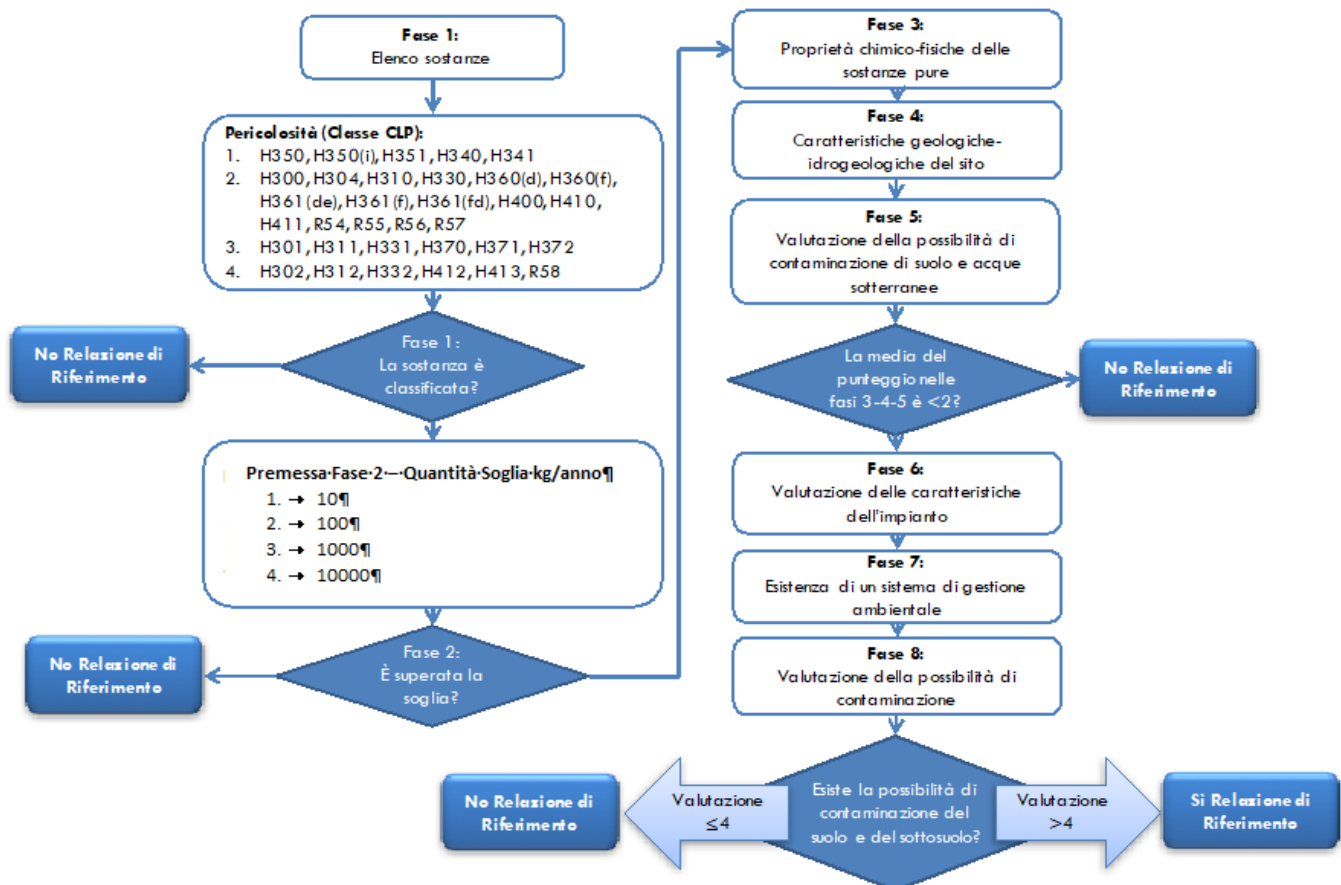 Fase 1:
Elenco sostanze
Pericolosità (Classe CLP):
1. H350, H350(i), H351, H340, H341
2. H300, H304, H310, H330, H360(d), H360(f),
H361(de), H361(f), H361(fd), H400, H410,
H411, R54, R55, R56, R57
3. H301, H311, H331, H370, H371, H372
4. H302, H312, H332, H412, H413, R58
Fase 1:
La sostanza è
classificata?
No Relazione di
Riferimento
Premessa·Fase·2·–·Quantità·Soglia·kg/anno¶
1. → 10¶
2. → 100¶
3. → 1000¶
4. → 10000¶
Fase 2:
È superata la
soglia?
No Relazione di
Riferimento
Fase 3:
Proprietà chimico-fisiche delle
sostanze pure
Fase 4:
Caratteristiche geologiche-
idrogeologiche del sito
Fase 5:
Valutazione della possibilità di
contaminazione di suolo e acque
sotterranee
La media del
punteggio nelle
fasi 3-4-5 è <2?
No Relazione di
Riferimento
Fase 6:
Valutazione delle caratteristiche
dell'impianto
Fase 7:
Esistenza di un sistema di gestione
ambientale
Fase 8:
Valutazione della possibilità di
contaminazione
Esiste la possibilità di
contaminazione del
suolo e del sottosuolo?
Valutazione
≤4
No Relazione di
Riferimento
Valutazione
>4
Sì Relazione di
Riferimento